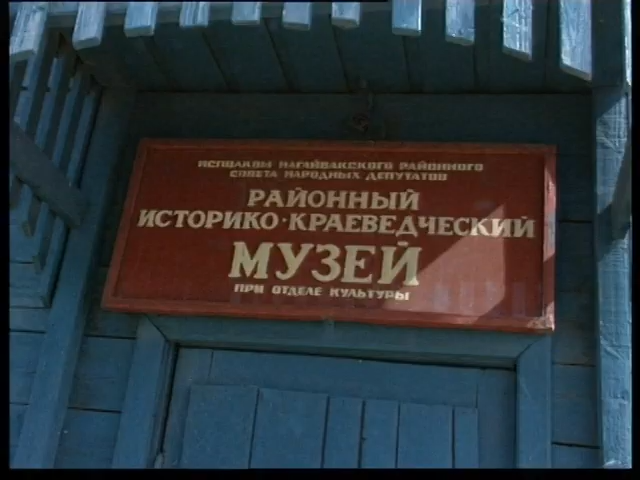 ИСПОЛКОМ НАГАЙБАКСКОГО РАЙОННОГО
СОВЕТА НАРОДНЫХ ДЕПУТАТОВ
РАЙОННЫЙ
ИСТОРИКО-КРАЕВЕДЧЕСКИЙ
МУЗЕЙ
ПРИ ОТДЕЛЕ КУЛЬТУРЫ